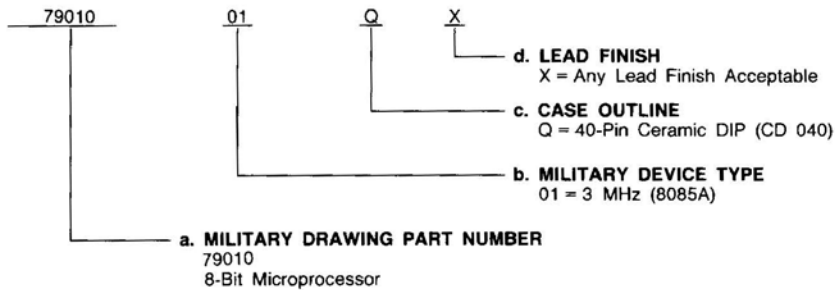 79010 01 Q X
d. LEAD FINISH
X = Any Lead Finish Acceptable
c. CASE OUTLINE
Q = 40-Pin Ceramic DIP (CD 040)
b. MILITARY DEVICE TYPE
01 = 3 MHz (8085A)
a. MILITARY DRAWING PART NUMBER
79010
8-Bit Microprocessor